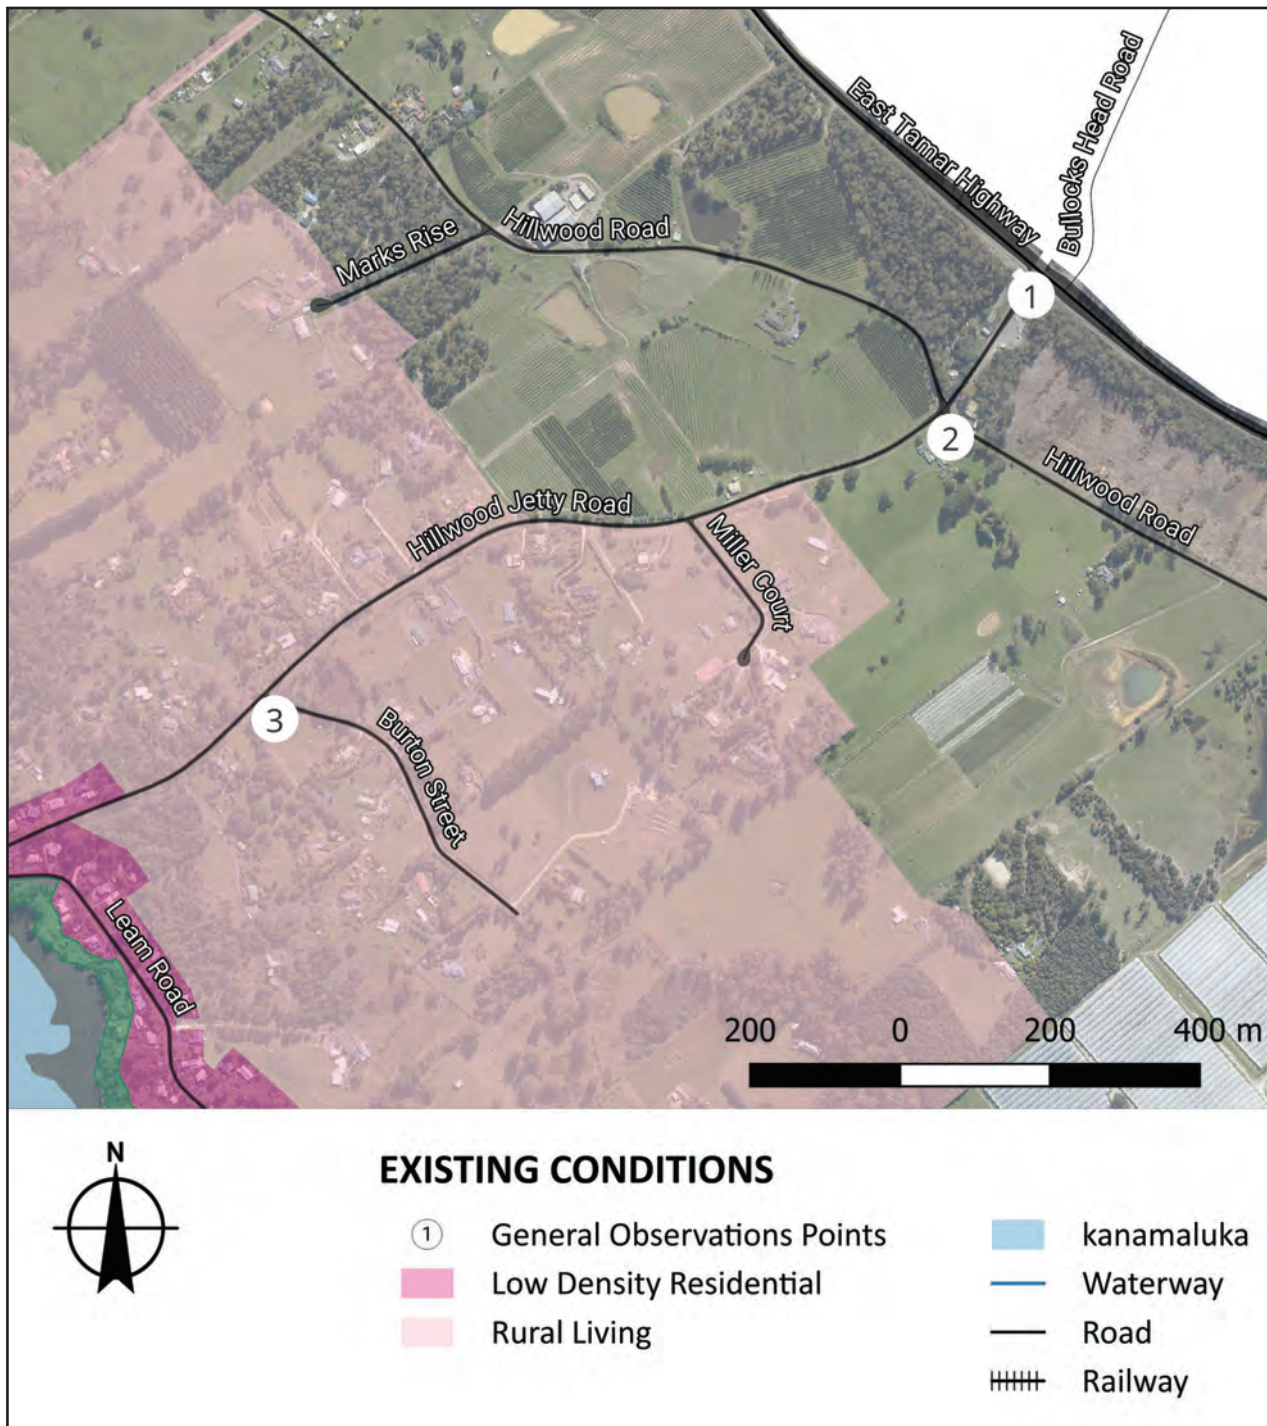 East Tamar Highway
Bullocks Head Road
Hillwood Road
Marks Rise
1
2
Hillwood Road
Hillwood Jetty Road
Miller Court
3
Burton Street
Leam Road
200 0 200 400 m
N
EXISTING CONDITIONS
1 General Observations Points
Low Density Residential
Rural Living
kanamaluka
Waterway
Road
Railway